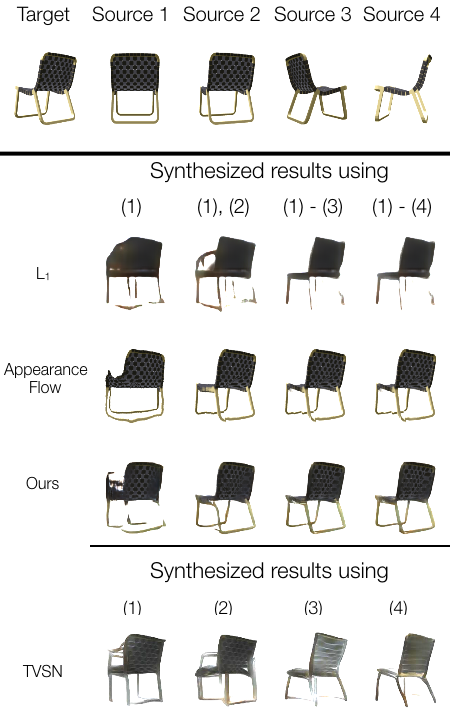 Target Source 1 Source 2 Source 3 Source 4
Synthesized results using
(1) (1), (2) (1) - (3) (1) - (4)
L₁
Appearance
Flow
Ours
Synthesized results using
(1) (2) (3) (4)
TVSN